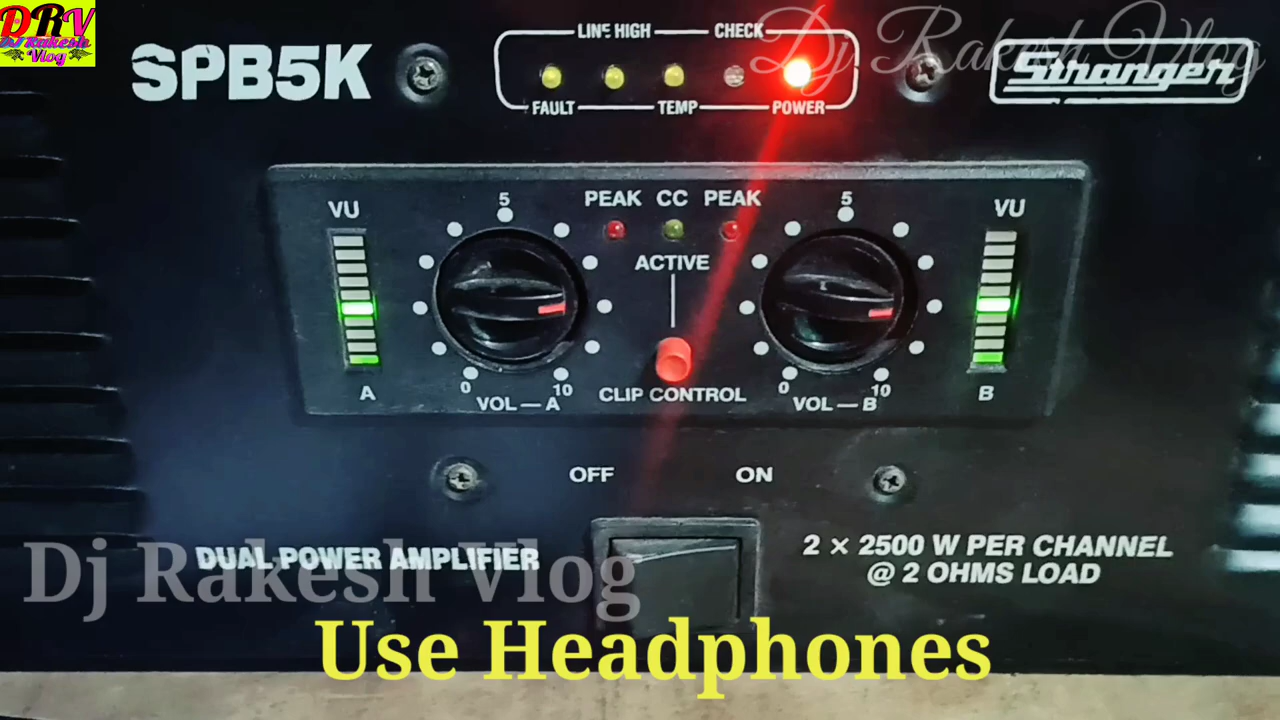 DRV
DJ Rakesh
Vlog
SPB5K
LINE HIGH
CHECK
FAULT
TEMP
POWER
Dj Rakesh Vlog
Stranger
VU
5
PEAK CC PEAK
5
VU
ACTIVE
A
0
10
VOL — A
CLIP CONTROL
0
10
VOL — B
B
OFF
ON
DUAL POWER AMPLIFIER
2 × 2500 W PER CHANNEL
@ 2 OHMS LOAD
Dj Rakesh Vlog
Use Headphones